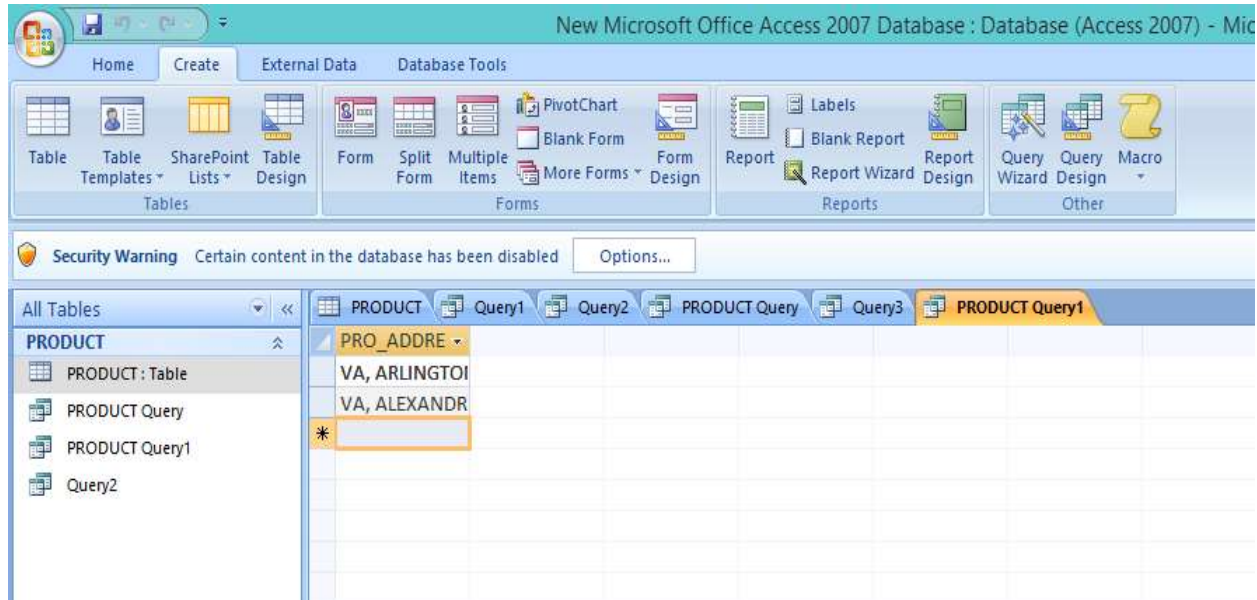 New Microsoft Office Access 2007 Database : Database (Access 2007) - Mic
Home Create External Data Database Tools
Table
Table Templates
SharePoint Lists
Table Design
Tables
Form
Split Form
Multiple Items
PivotChart
Blank Form
More Forms
Form Design
Forms
Report
Labels
Blank Report
Report Wizard
Report Design
Reports
Query Wizard
Query Design
Macro
Other
Security Warning Certain content in the database has been disabled Options...
All Tables «
PRODUCT
PRODUCT : Table
PRODUCT Query
PRODUCT Query1
Query2
PRODUCT Query1 Query2 PRODUCT Query Query3 PRODUCT Query1
PRO_ADDRE
VA, ARLINGTO
VA, ALEXANDR
*